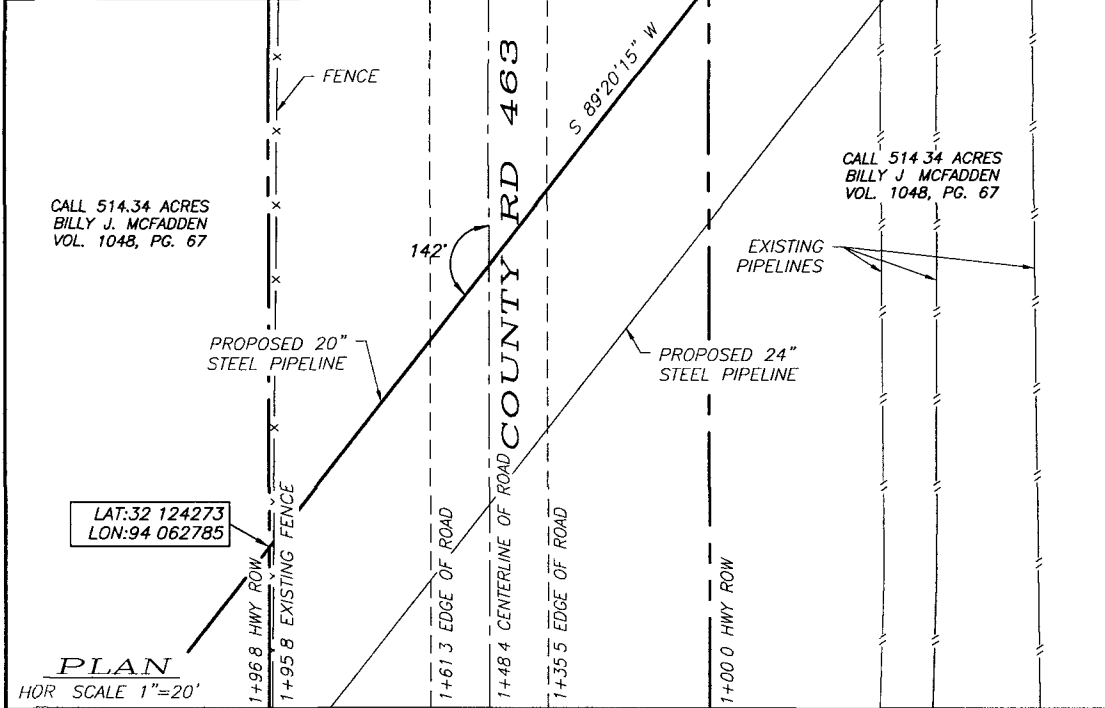 FENCE
COUNTY RD 463
S 89°20'15" W
CALL 514.34 ACRES
BILLY J. MCFADDEN
VOL. 1048, PG. 67
CALL 514 34 ACRES
BILLY J MCFADDEN
VOL. 1048, PG. 67
142°
EXISTING
PIPELINES
PROPOSED 20"
STEEL PIPELINE
PROPOSED 24"
STEEL PIPELINE
LAT:32 124273
LON:94 062785
1+96 8 HWY ROW
1+95 8 EXISTING FENCE
1+61 3 EDGE OF ROAD
1+48 4 CENTERLINE OF ROAD
1+35 5 EDGE OF ROAD
1+00 0 HWY ROW
PLAN
HOR SCALE 1"=20'